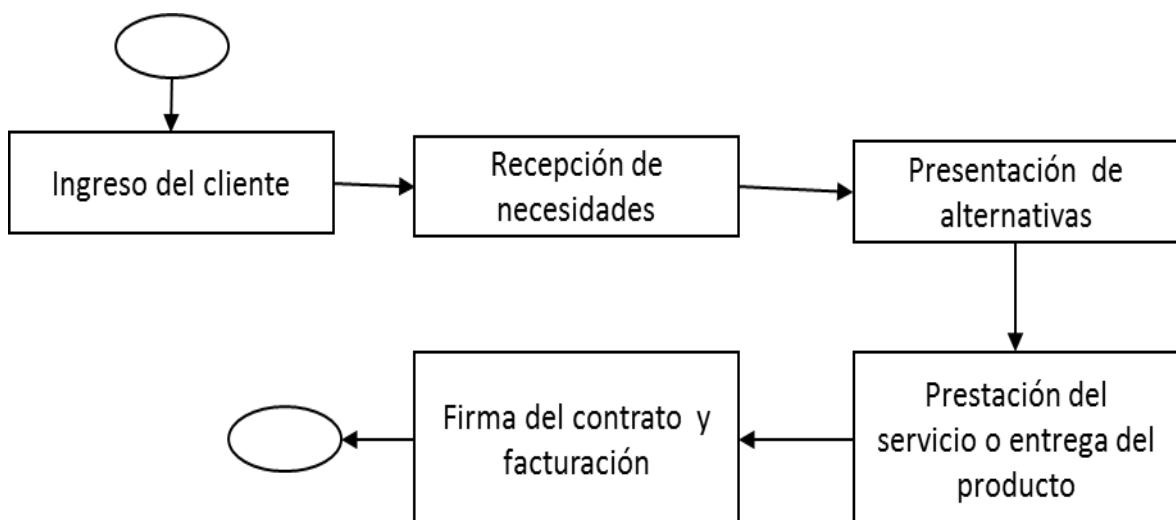 Ingreso del cliente
Recepción de
necesidades
Presentación de
alternativas
Prestación del
servicio o entrega del
producto
Firma del contrato y
facturación